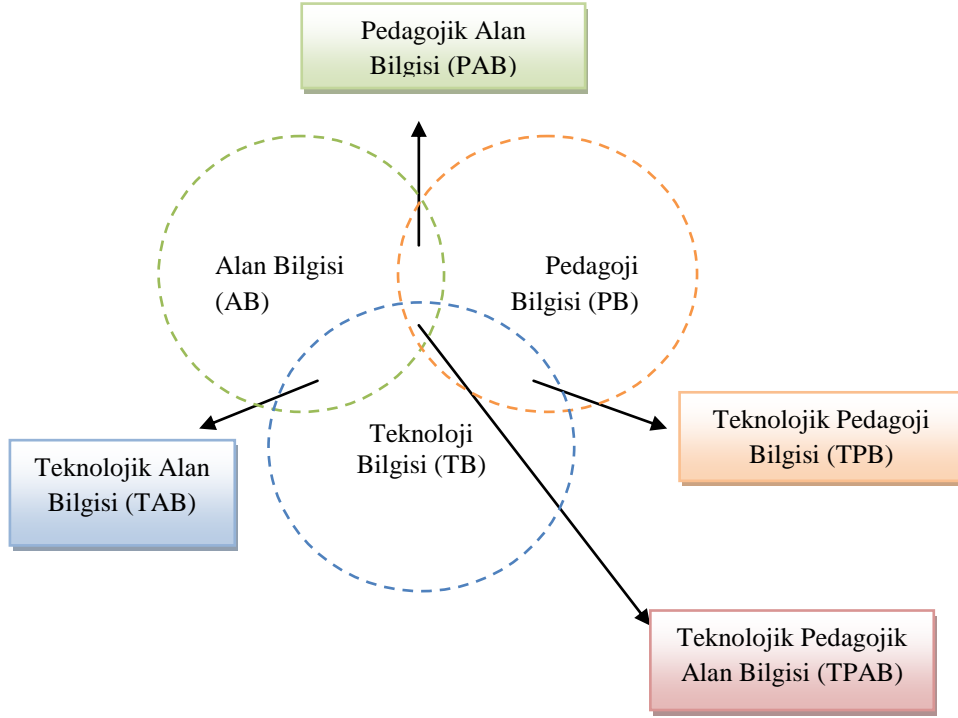 Pedagojik Alan
Bilgisi (PAB)
Alan Bilgisi
(AB)
Pedagoji
Bilgisi (PB)
Teknoloji
Bilgisi (TB)
Teknolojik Alan
Bilgisi (TAB)
Teknolojik Pedagoji
Bilgisi (TPB)
Teknolojik Pedagojik
Alan Bilgisi (TPAB)